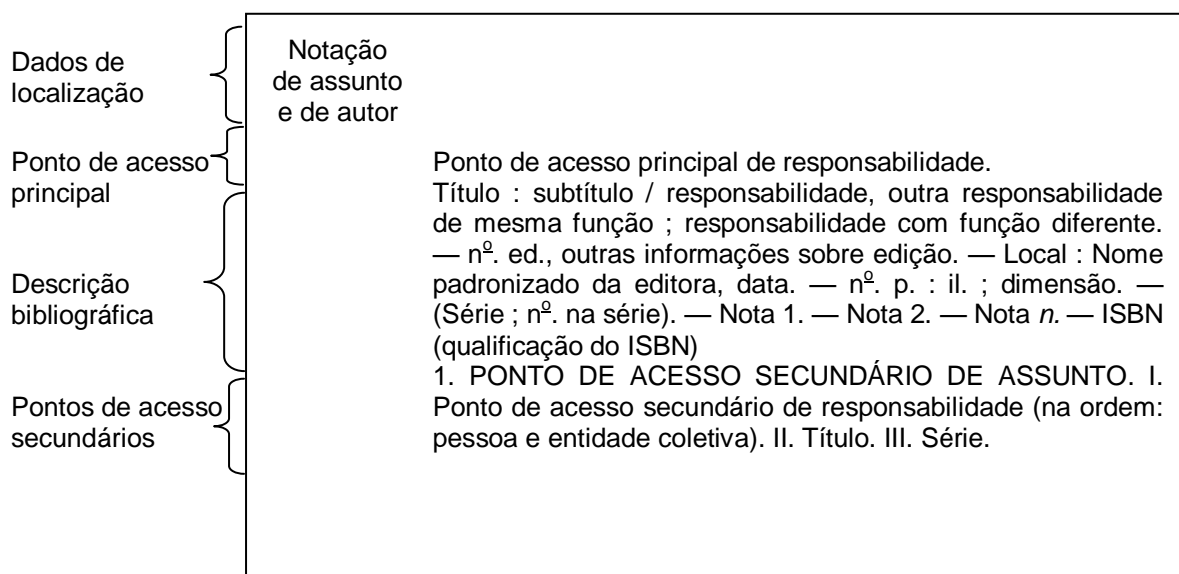 Dados de
localização
Notação
de assunto
e de autor
Ponto de acesso
principal
Ponto de acesso principal de responsabilidade.
Título : subtítulo / responsabilidade, outra responsabilidade
de mesma função ; responsabilidade com função diferente.
— nº. ed., outras informações sobre edição. — Local : Nome
padronizado da editora, data. — nº. p. : il. ; dimensão. —
(Série ; nº. na série). — Nota 1. — Nota 2. — Nota n. — ISBN
(qualificação do ISBN)
Descrição
bibliográfica
1. PONTO DE ACESSO SECUNDÁRIO DE ASSUNTO. I.
Ponto de acesso secundário de responsabilidade (na ordem:
pessoa e entidade coletiva). II. Título. III. Série.
Pontos de acesso
secundários